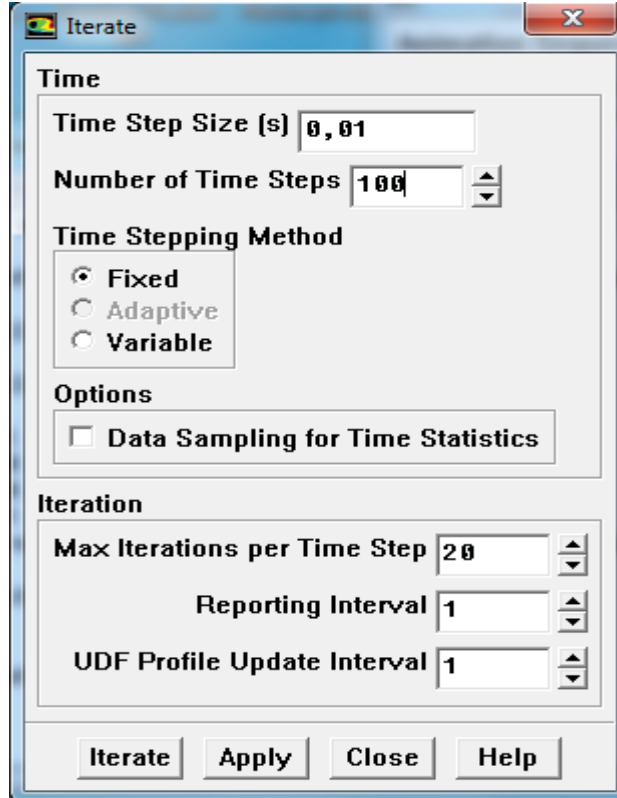 Iterate
Time
Time Step Size (s) 0,01
Number of Time Steps 100
Time Stepping Method
Fixed
Adaptive
Variable
Options
Data Sampling for Time Statistics
Iteration
Max Iterations per Time Step 20
Reporting Interval 1
UDF Profile Update Interval 1
Iterate Apply Close Help